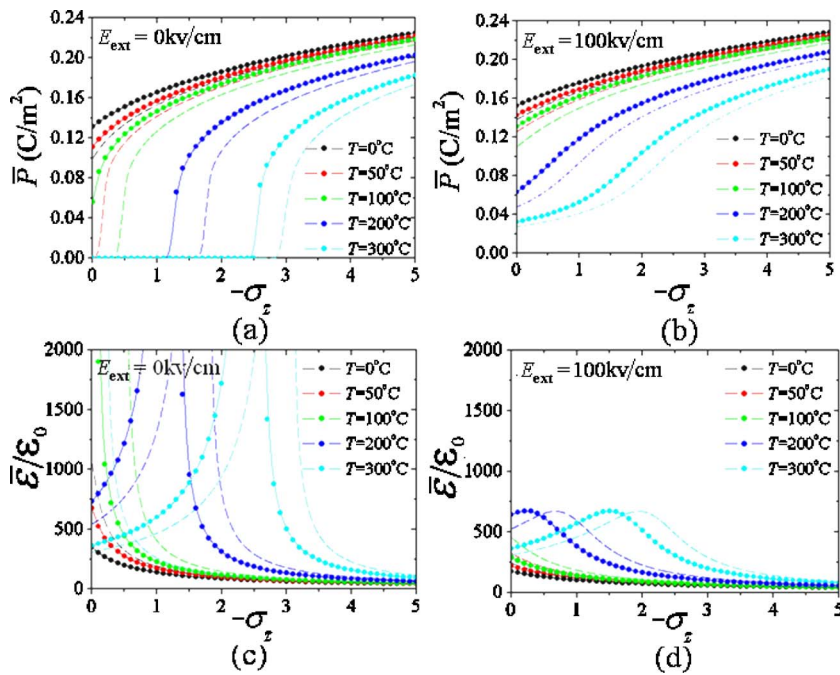 E_ext = 0kv/cm
P̄ (C/m²)
0.24
0.20
0.16
0.12
0.08
0.04
0.00
T=0°C
T=50°C
T=100°C
T=200°C
T=300°C
0 1 2 3 4 5
-σ_z
(a)
E_ext = 100kv/cm
P̄ (C/m²)
0.24
0.20
0.16
0.12
0.08
0.04
0.00
T=0°C
T=50°C
T=100°C
T=200°C
T=300°C
0 1 2 3 4 5
-σ_z
(b)
E_ext = 0kv/cm
ε̄/ε₀
2000
1500
1000
500
0
T=0°C
T=50°C
T=100°C
T=200°C
T=300°C
0 1 2 3 4 5
-σ_z
(c)
E_ext = 100kv/cm
ε̄/ε₀
2000
1500
1000
500
0
T=0°C
T=50°C
T=100°C
T=200°C
T=300°C
0 1 2 3 4 5
-σ_z
(d)